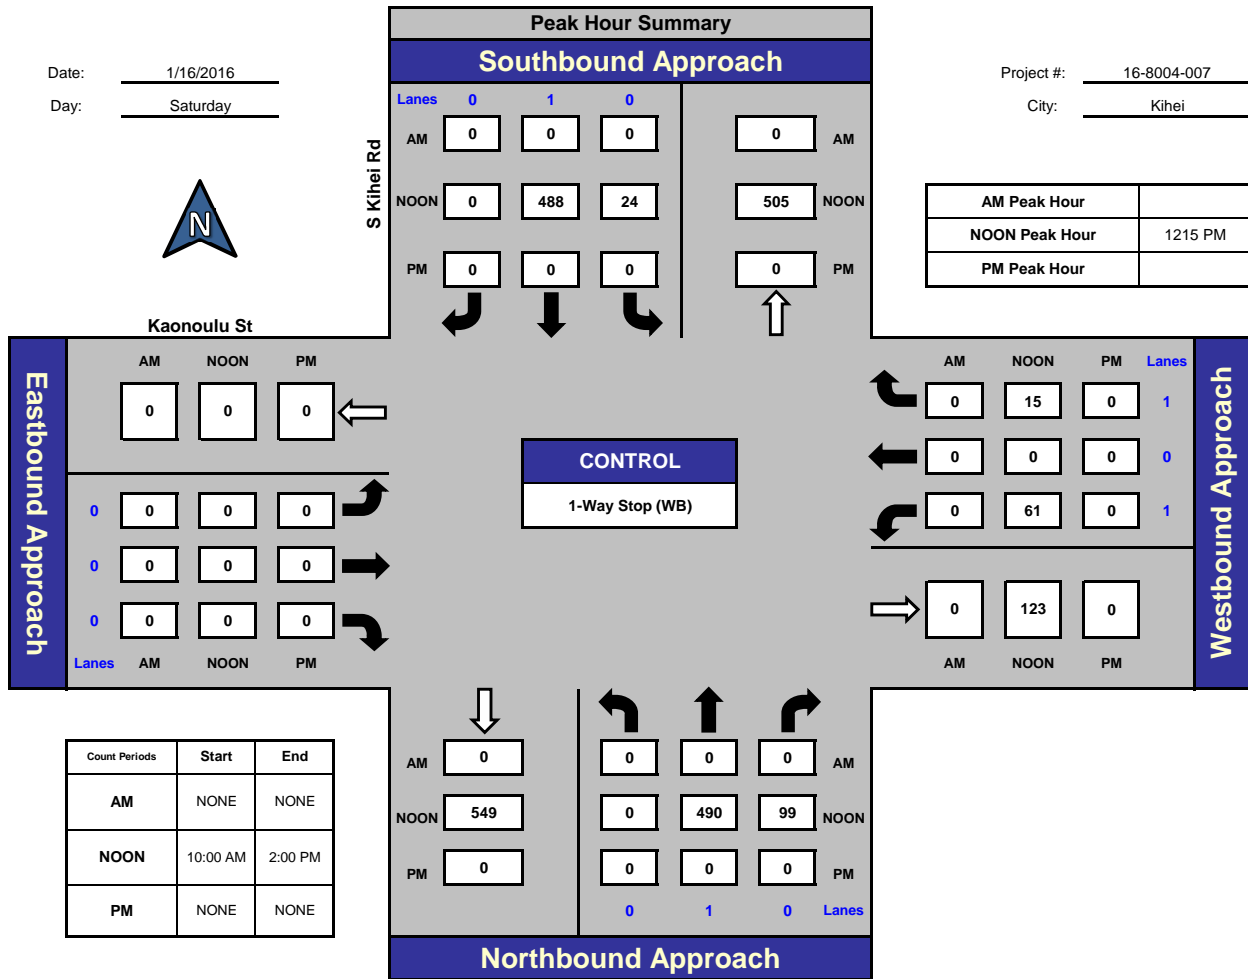 Peak Hour Summary
Southbound Approach
Date: 1/16/2016
Day: Saturday
Project #: 16-8004-007
City: Kihei
N
S Kihei Rd
Lanes 0 1 0
AM 0 0 0 0 AM
NOON 0 488 24 505 NOON
PM 0 0 0 0 PM
AM Peak Hour
NOON Peak Hour 1215 PM
PM Peak Hour
Kaonoulu St
Eastbound Approach
AM NOON PM
0 0 0
0 0 0 0
0 0 0 0
0 0 0 0
Lanes AM NOON PM
CONTROL
1-Way Stop (WB)
AM NOON PM Lanes
0 15 0 1
0 0 0 0
0 61 0 1
0 123 0
AM NOON PM
Westbound Approach
Count Periods Start End
AM NONE NONE
NOON 10:00 AM 2:00 PM
PM NONE NONE
AM 0 0 0 0 AM
NOON 549 0 490 99 NOON
PM 0 0 0 0 PM
0 1 0 Lanes
Northbound Approach